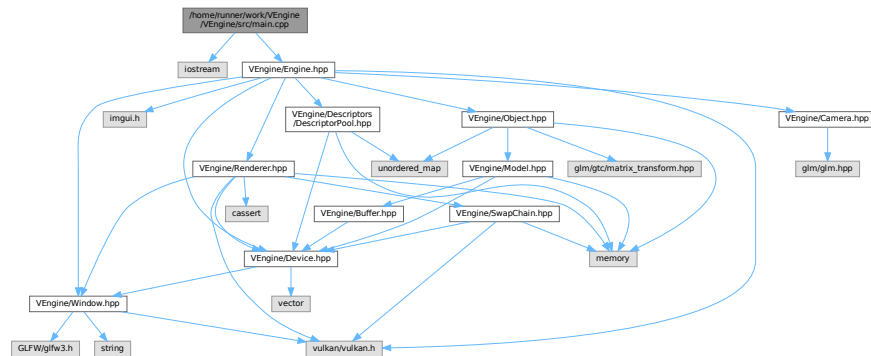 /home/runner/work/VEngine
/VEngine/src/main.cpp
iostream
VEngine/Engine.hpp
imgui.h
VEngine/Descriptors
/DescriptorPool.hpp
VEngine/Object.hpp
VEngine/Camera.hpp
VEngine/Renderer.hpp
unordered_map
VEngine/Model.hpp
glm/gtc/matrix_transform.hpp
glm/glm.hpp
cassert
VEngine/Buffer.hpp
VEngine/SwapChain.hpp
VEngine/Device.hpp
memory
VEngine/Window.hpp
vector
GLFW/glfw3.h
string
vulkan/vulkan.h